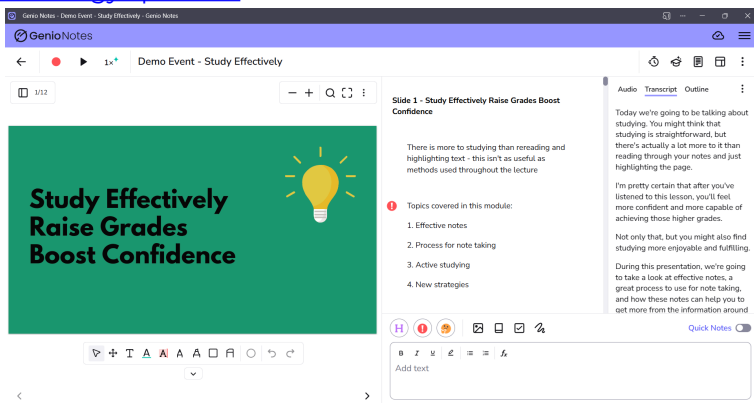 Genio Notes - Demo Event - Study Effectively - Genio Notes
GenioNotes
1x
Demo Event - Study Effectively
1/12
Study Effectively
Raise Grades
Boost Confidence
Slide 1 - Study Effectively Raise Grades Boost
Confidence
There is more to studying than rereading and
highlighting text - this isn't as useful as
methods used throughout the lecture
Topics covered in this module:
1. Effective notes
2. Process for note taking
3. Active studying
4. New strategies
H
Quick Notes
B I U
Add text
Audio Transcript Outline
Today we're going to be talking about
studying. You might think that
studying is straightforward, but
there's actually a lot more to it than
reading through your notes and just
highlighting the page.
I'm pretty certain that after you've
listened to this lesson, you'll feel
more confident and more capable of
achieving those higher grades.
Not only that, but you might also find
studying more enjoyable and fulfilling.
During this presentation, we're going
to take a look at effective notes, a
great process to use for note taking,
and how these notes can help you to
get more from the information around